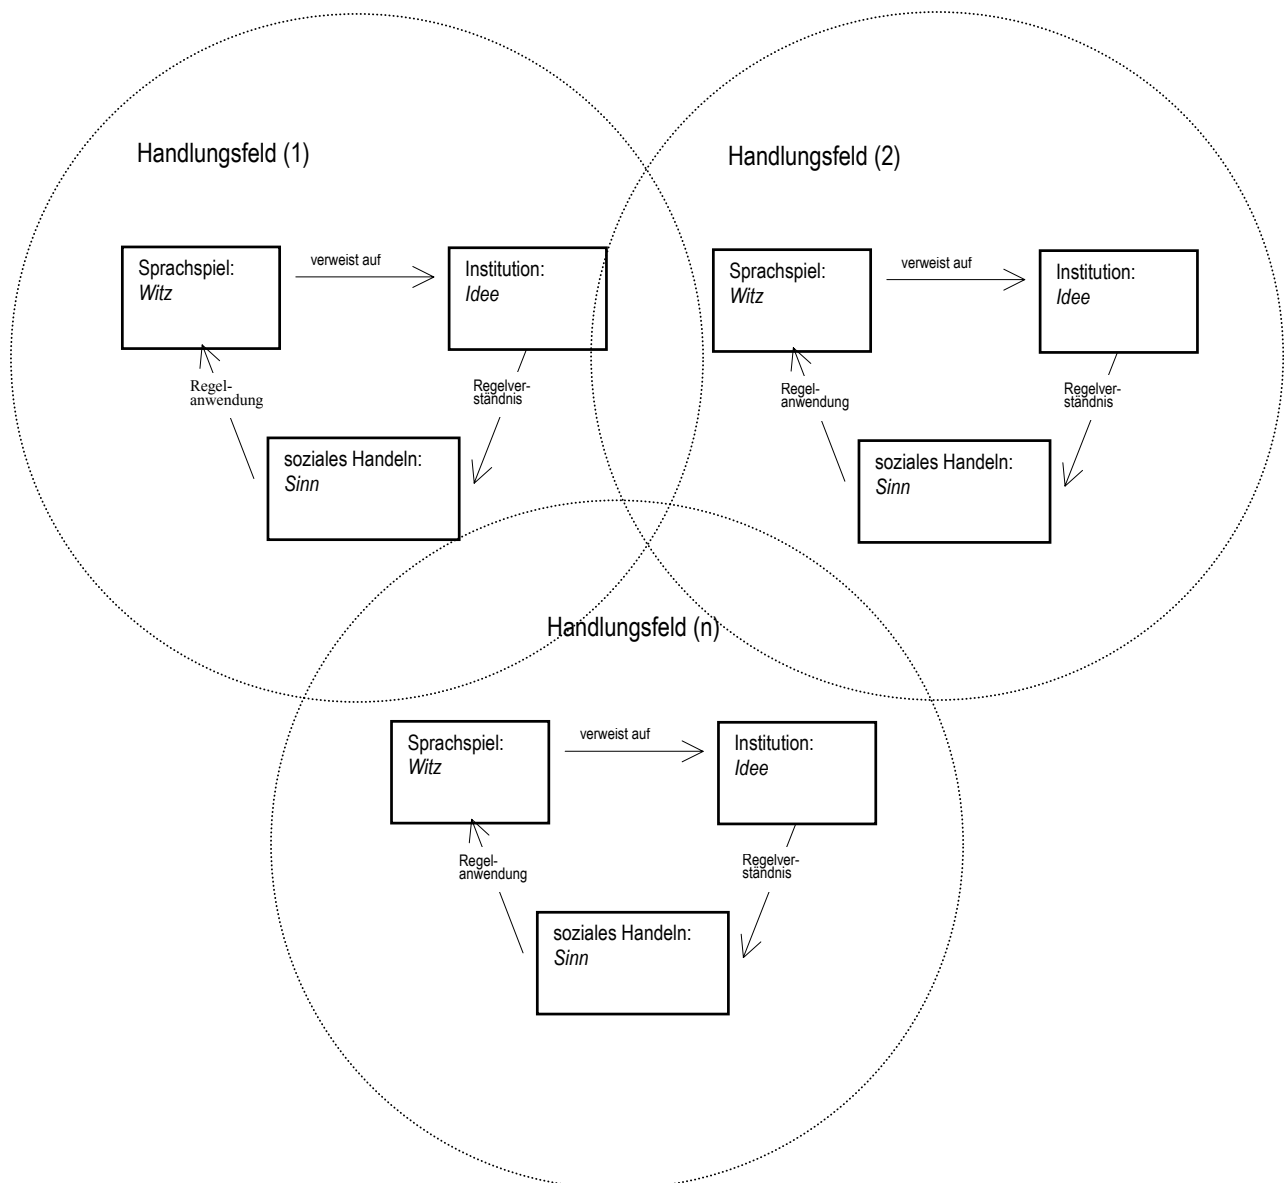 Handlungsfeld (1)
Sprachspiel:
Witz
verweist auf
Institution:
Idee
Regel-
anwendung
Regelver-
ständnis
soziales Handeln:
Sinn
Handlungsfeld (2)
Sprachspiel:
Witz
verweist auf
Institution:
Idee
Regel-
anwendung
Regelver-
ständnis
soziales Handeln:
Sinn
Handlungsfeld (n)
Sprachspiel:
Witz
verweist auf
Institution:
Idee
Regel-
anwendung
Regelver-
ständnis
soziales Handeln:
Sinn